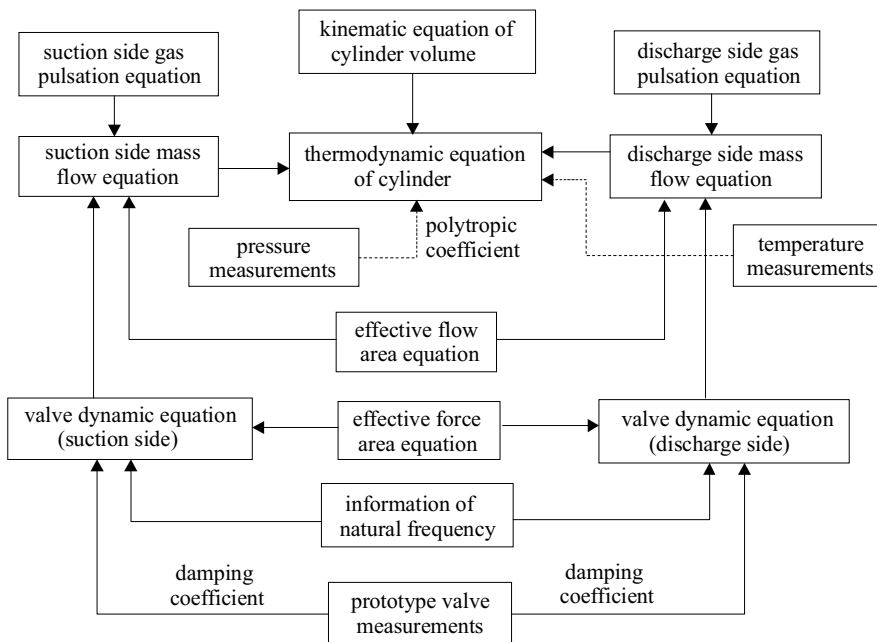 suction side gas
pulsation equation
kinematic equation of
cylinder volume
discharge side gas
pulsation equation
suction side mass
flow equation
thermodynamic equation
of cylinder
discharge side mass
flow equation
pressure
measurements
polytropic
coefficient
temperature
measurements
effective flow
area equation
valve dynamic equation
(suction side)
effective force
area equation
valve dynamic equation
(discharge side)
information of
natural frequency
damping
coefficient
prototype valve
measurements
damping
coefficient